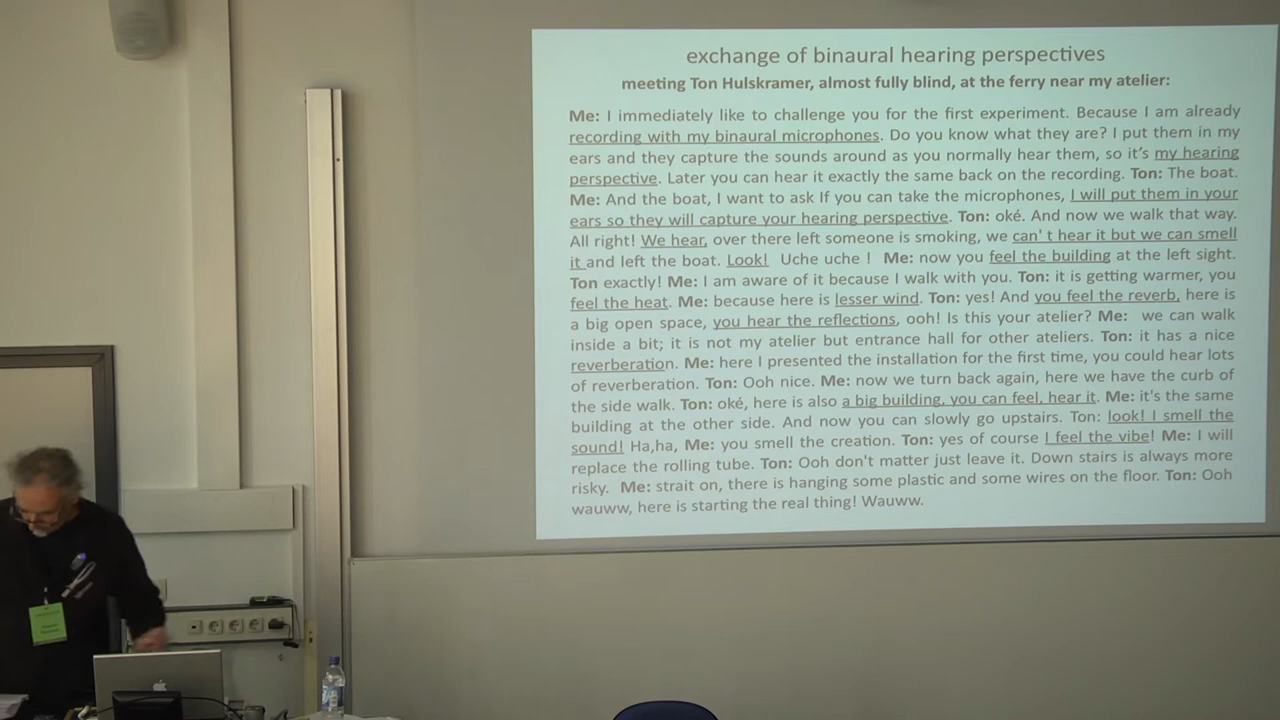 exchange of binaural hearing perspectives
meeting Ton Hulskramer, almost fully blind, at the ferry near my atelier:
Me: I immediately like to challenge you for the first experiment. Because I am already
recording with my binaural microphones. Do you know what they are? I put them in my
ears and they capture the sounds around as you normally hear them, so it's my hearing
perspective. Later you can hear it exactly the same back on the recording. Ton: The boat.
Me: And the boat, I want to ask If you can take the microphones, I will put them in your
ears so they will capture your hearing perspective. Ton: oké. And now we walk that way.
All right! We hear, over there left someone is smoking, we can' t hear it but we can smell
it and left the boat. Look! Uche uche ! Me: now you feel the building at the left sight.
Ton exactly! Me: I am aware of it because I walk with you. Ton: it is getting warmer, you
feel the heat. Me: because here is lesser wind. Ton: yes! And you feel the reverb, here is
a big open space, you hear the reflections, ooh! Is this your atelier? Me: we can walk
inside a bit; it is not my atelier but entrance hall for other ateliers. Ton: it has a nice
reverberation. Me: here I presented the installation for the first time, you could hear lots
of reverberation. Ton: Ooh nice. Me: now we turn back again, here we have the curb of
the side walk. Ton: oké, here is also a big building, you can feel, hear it. Me: it's the same
building at the other side. And now you can slowly go upstairs. Ton: look! I smell the
sound! Ha,ha, Me: you smell the creation. Ton: yes of course I feel the vibe! Me: I will
replace the rolling tube. Ton: Ooh don't matter just leave it. Down stairs is always more
risky. Me: strait on, there is hanging some plastic and some wires on the floor. Ton: Ooh
wauww, here is starting the real thing! Wauww.